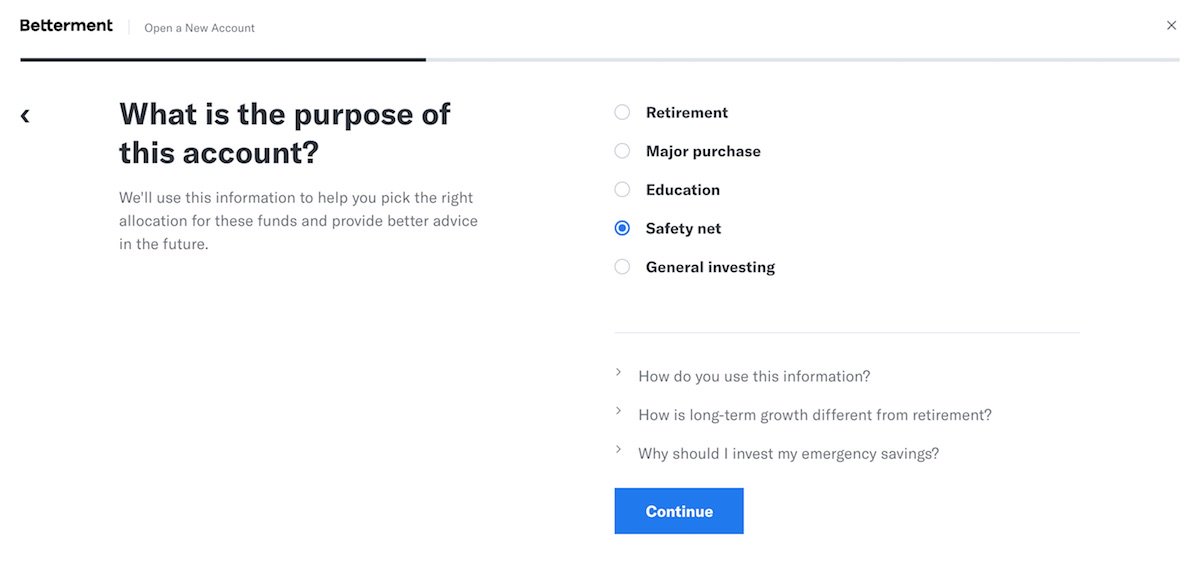 Betterment
Open a New Account
What is the purpose of
this account?
We'll use this information to help you pick the right
allocation for these funds and provide better advice
in the future.
Retirement
Major purchase
Education
Safety net
General investing
How do you use this information?
How is long-term growth different from retirement?
Why should I invest my emergency savings?
Continue